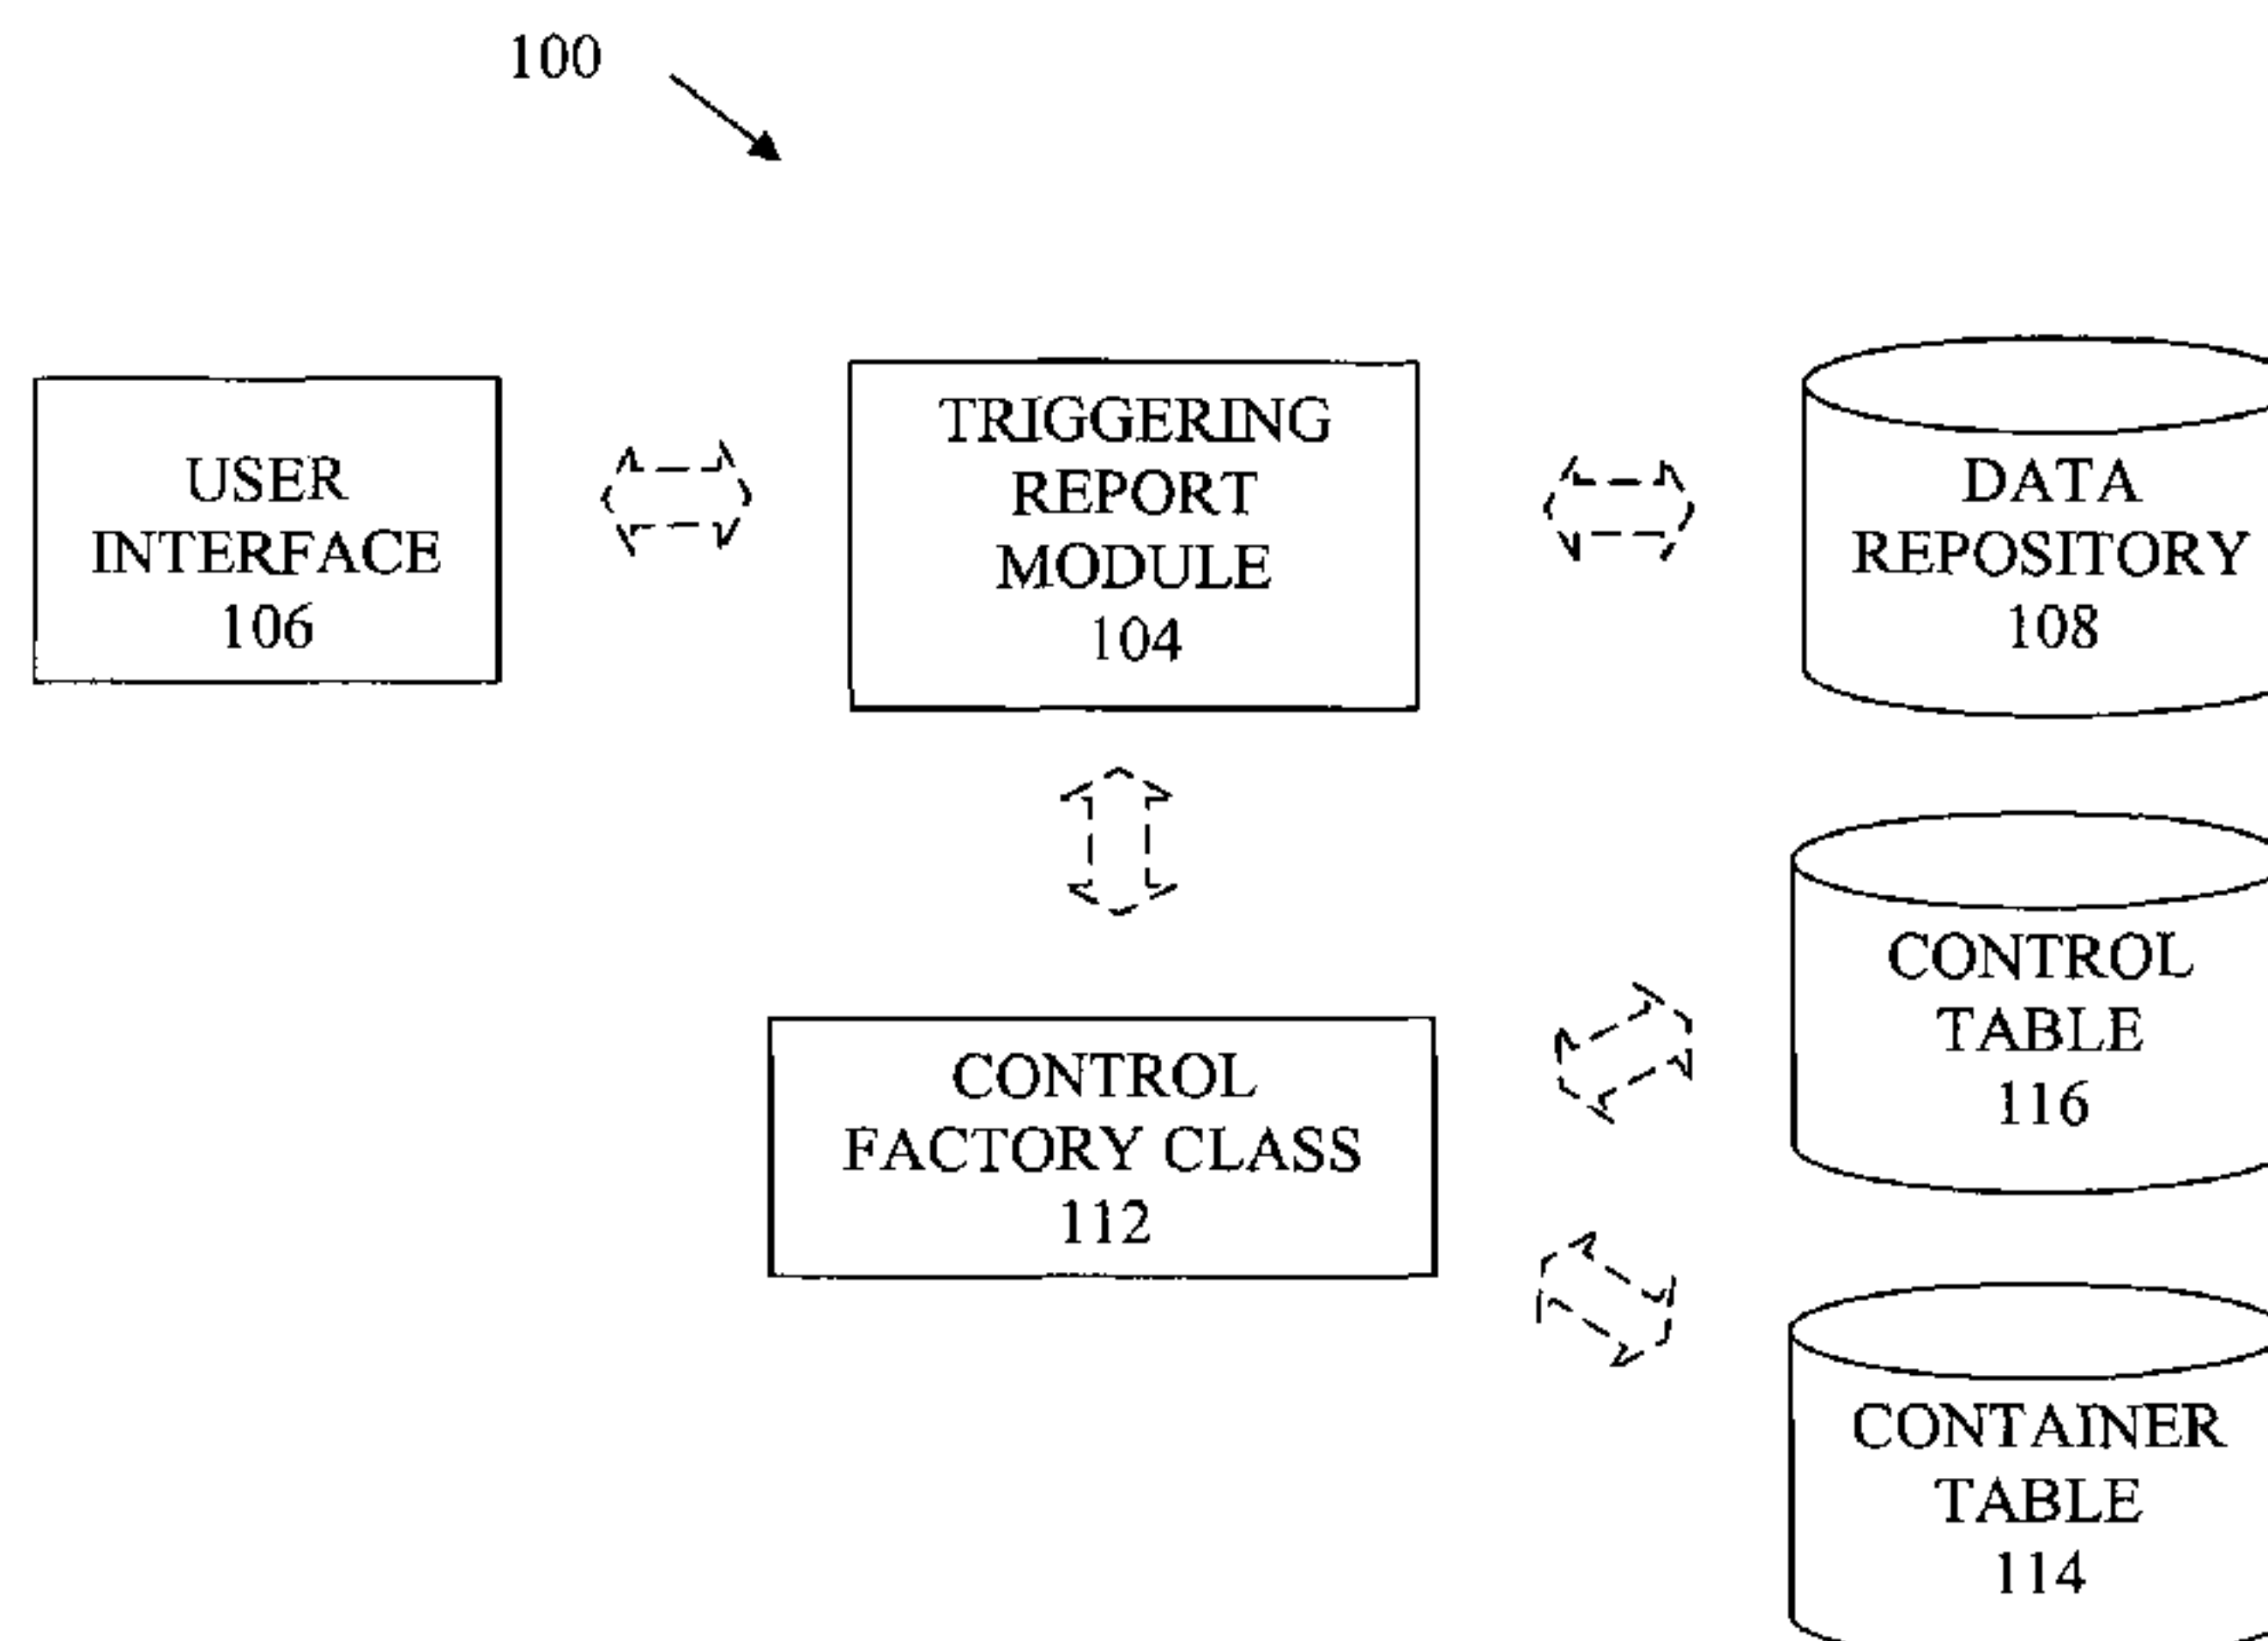 100
USER
INTERFACE
106
TRIGGERING
REPORT
MODULE
104
DATA
REPOSITORY
108
CONTROL
FACTORY CLASS
112
CONTROL
TABLE
116
CONTAINER
TABLE
114